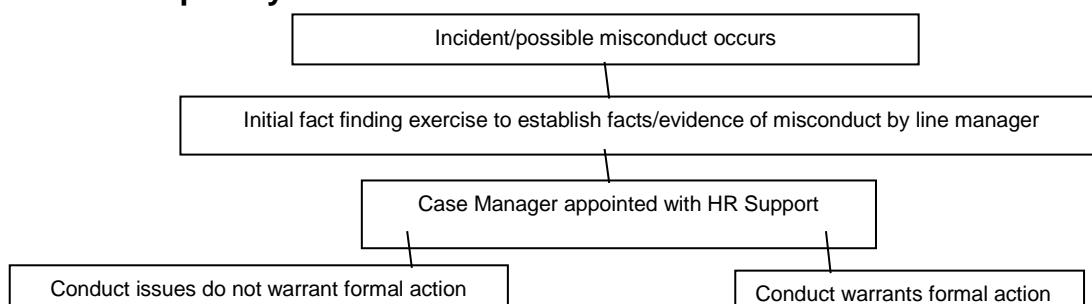 Incident/possible misconduct occurs
Initial fact finding exercise to establish facts/evidence of misconduct by line manager
Case Manager appointed with HR Support
Conduct issues do not warrant formal action
Conduct warrants formal action